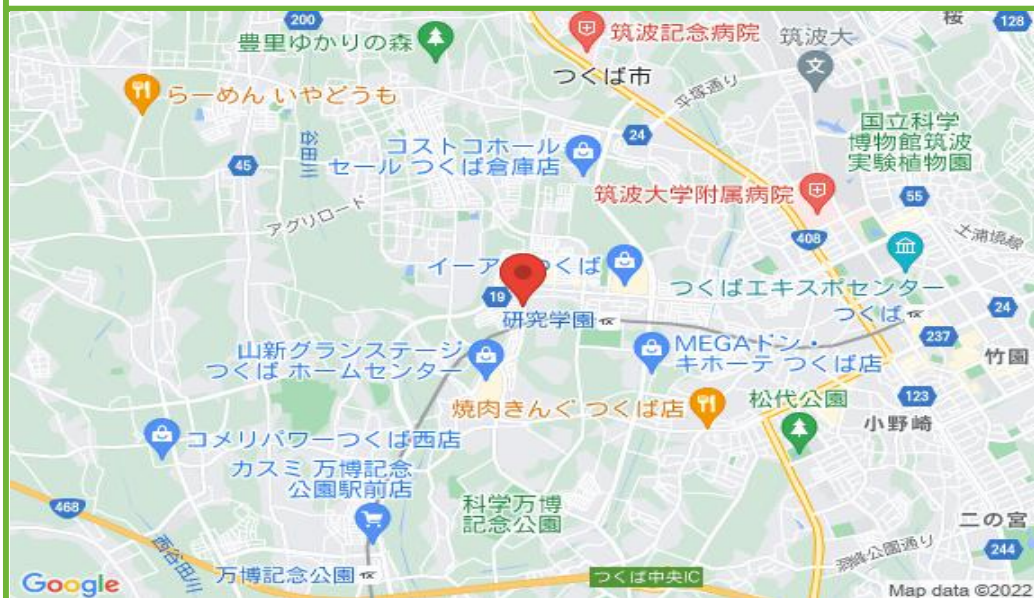 200
豊里ゆかりの森
筑波記念病院
筑波大
桜
128
つくば市
平塚通り
らーめん いやどうも
谷田川
45
コストコホール
セール つくば倉庫店
24
国立科学
博物館筑波
実験植物園
筑波大学附属病院
55
アグリロード
408
土浦境線
イーア
つくば
19
つくばエキスポセンター
研究学園
つくば
24
237
山新グランステージ
つくば ホームセンター
MEGAドン・
キホーテ つくば店
竹園
焼肉きんぐ つくば店
松代公園
123
小野崎
コメリパワーつくば西店
カスミ 万博記念
公園駅前店
468
科学万博
記念公園
二の宮
西谷田川
洞峰公園通り
244
万博記念公園
つくば中央IC
Google
Map data ©2022